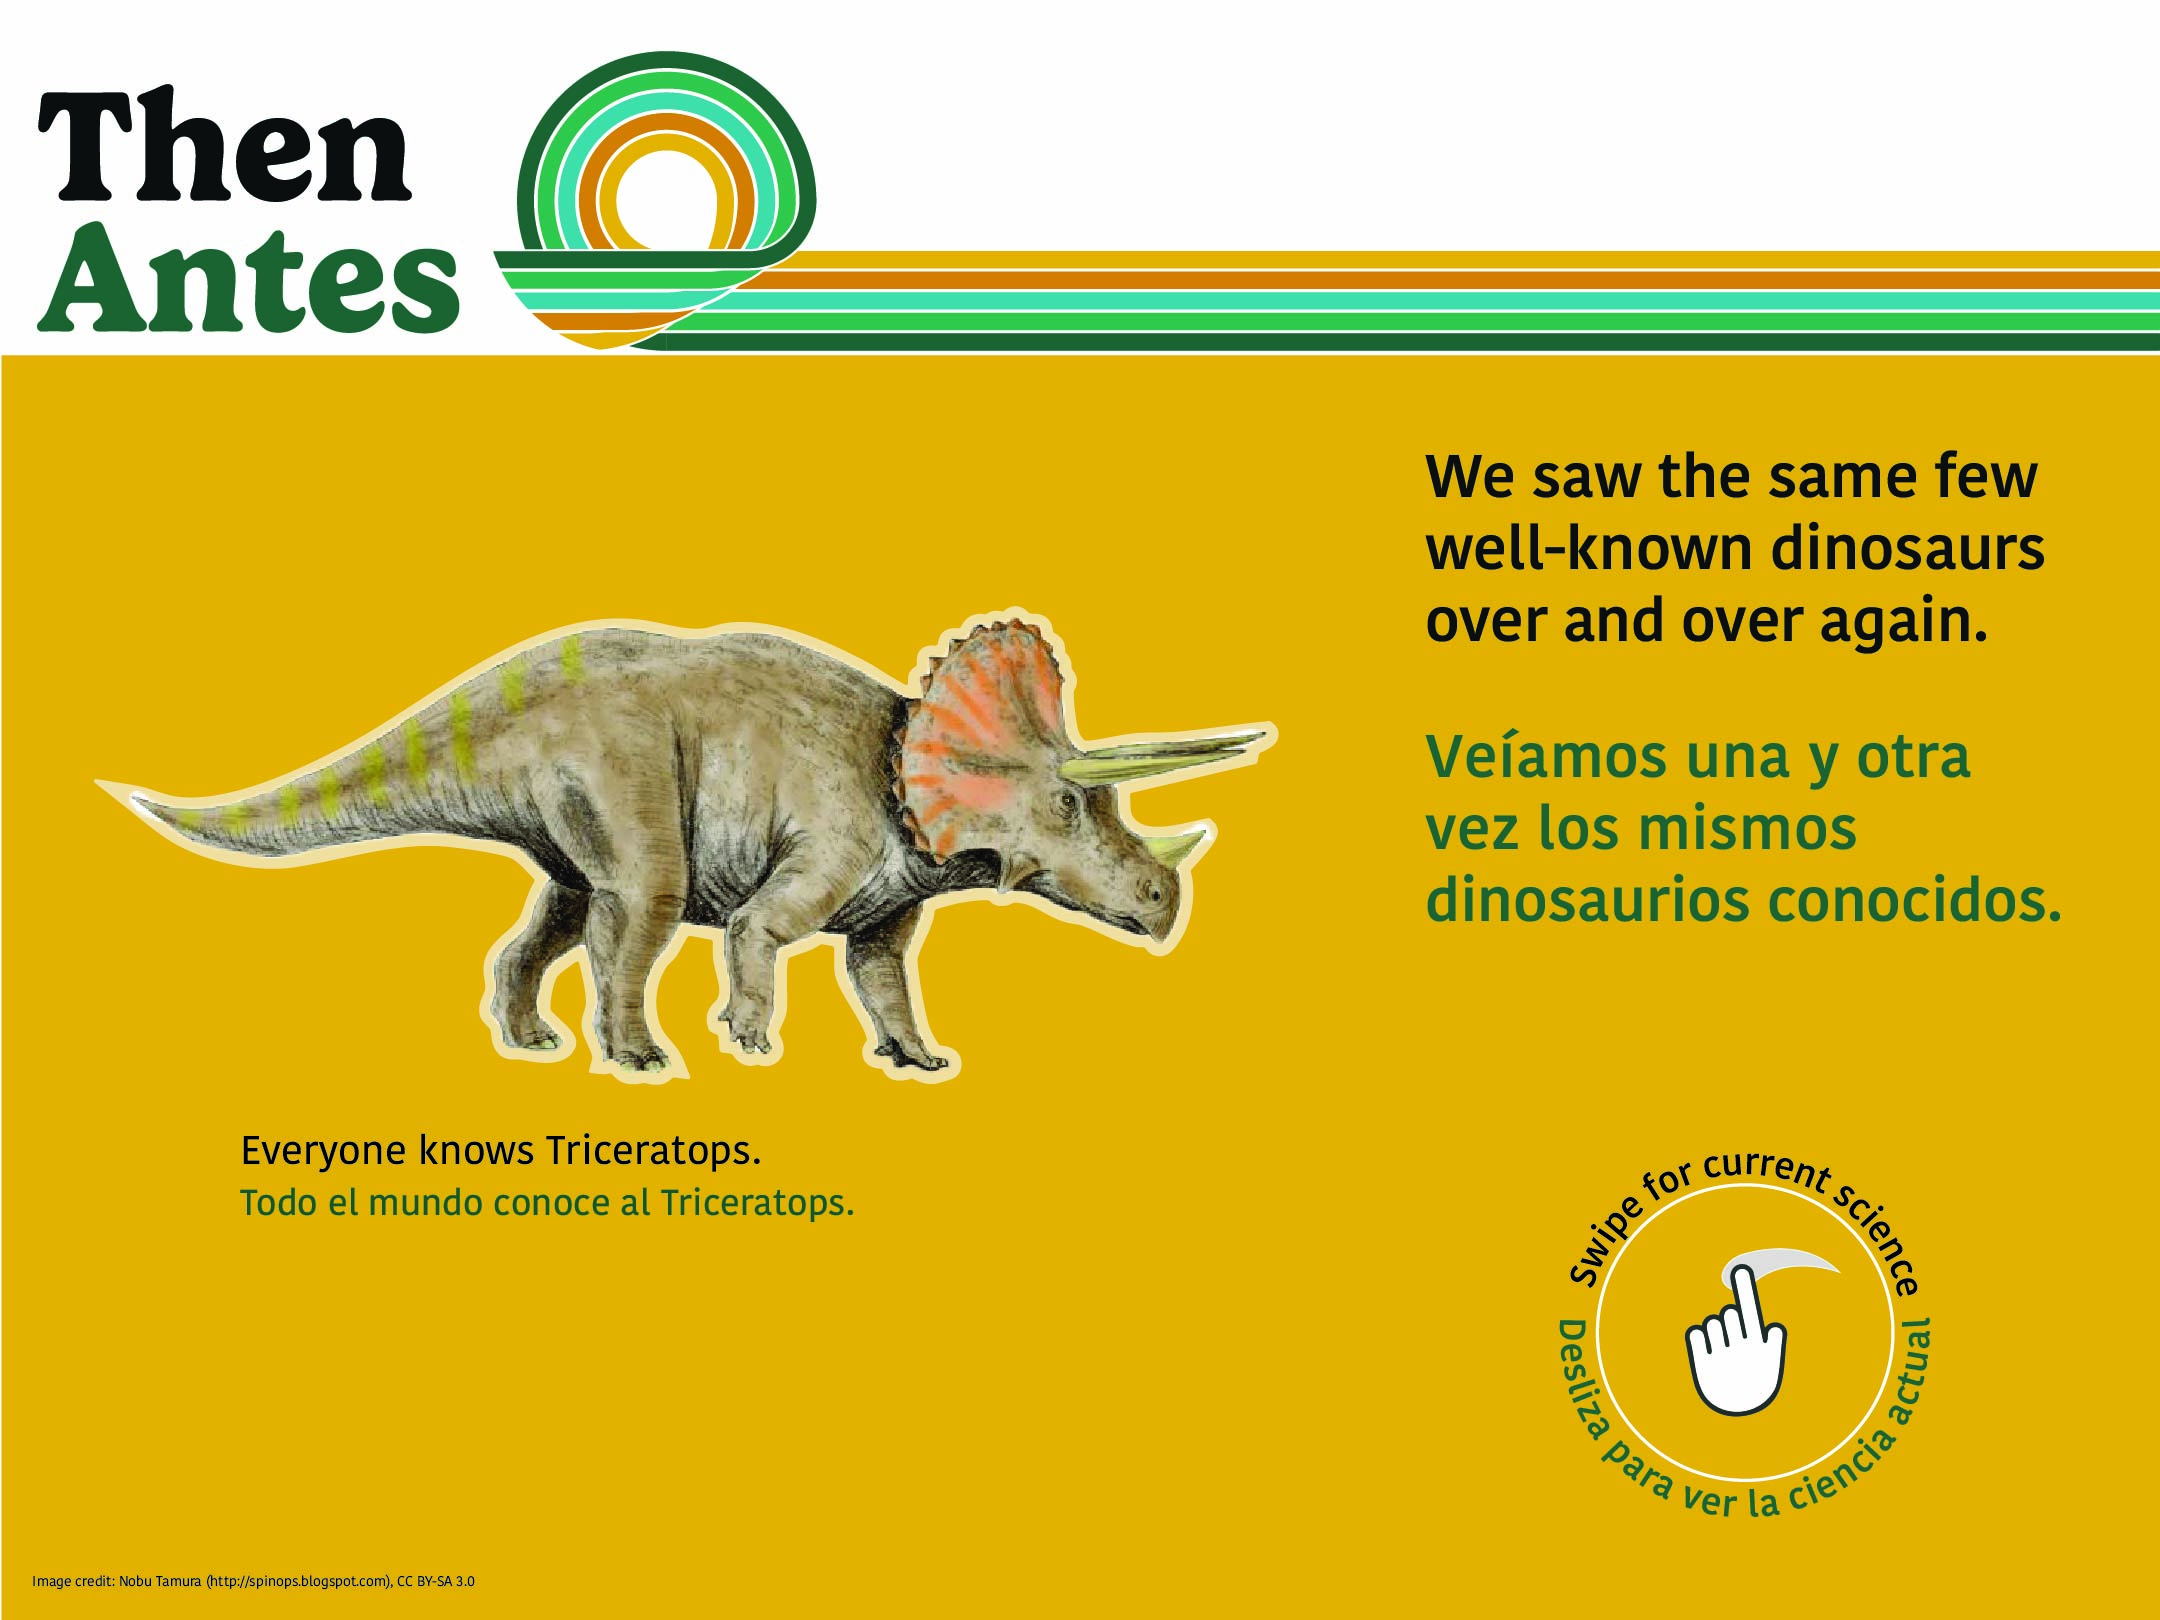 Then
Antes
We saw the same few
well-known dinosaurs
over and over again.
Veíamos una y otra
vez los mismos
dinosaurios conocidos.
Everyone knows Triceratops.
Todo el mundo conoce al Triceratops.
Swipe for current science
Desliza para ver la ciencia actual
Image credit: Nobu Tamura (http://spinops.blogspot.com), CC BY-SA 3.0